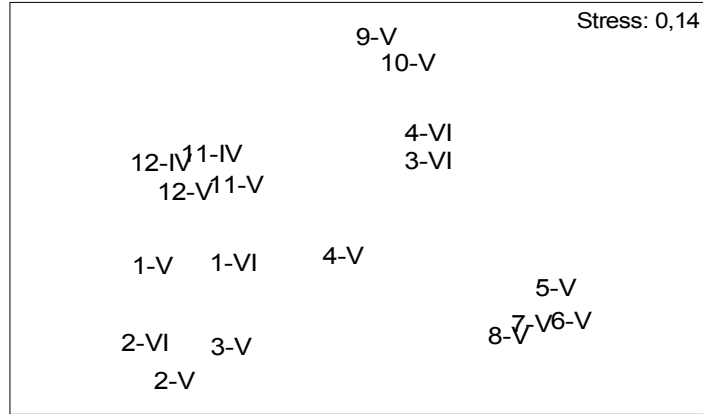 Stress: 0,14
9-V
10-V
4-VI
3-VI
11-IV
12-IV
11-V
12-V
4-V
1-VI
1-V
5-V
6-V
7-V
8-V
2-VI
3-V
2-V